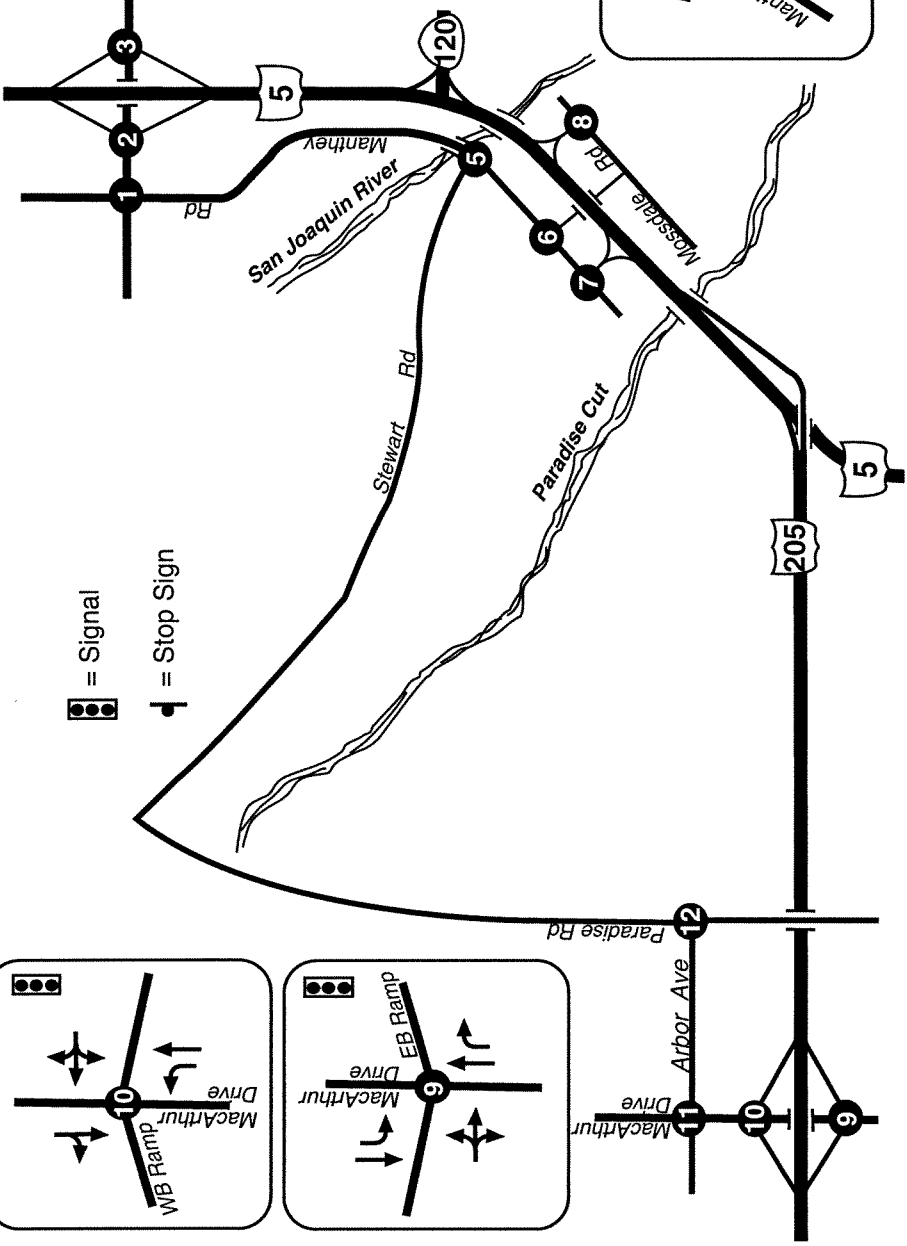 3
2
1
5
120
Manthey
Rd
San Joaquin River
5
8
Rd
Mossdale
6
7
Manthey
Stewart Rd
Paradise Cut
5
205
= Signal
= Stop Sign
Paradise Rd
12
Arbor Ave
MacArthur
Drive
11
10
9
10
MacArthur
Drive
WB Ramp
EB Ramp
MacArthur
Drive
9